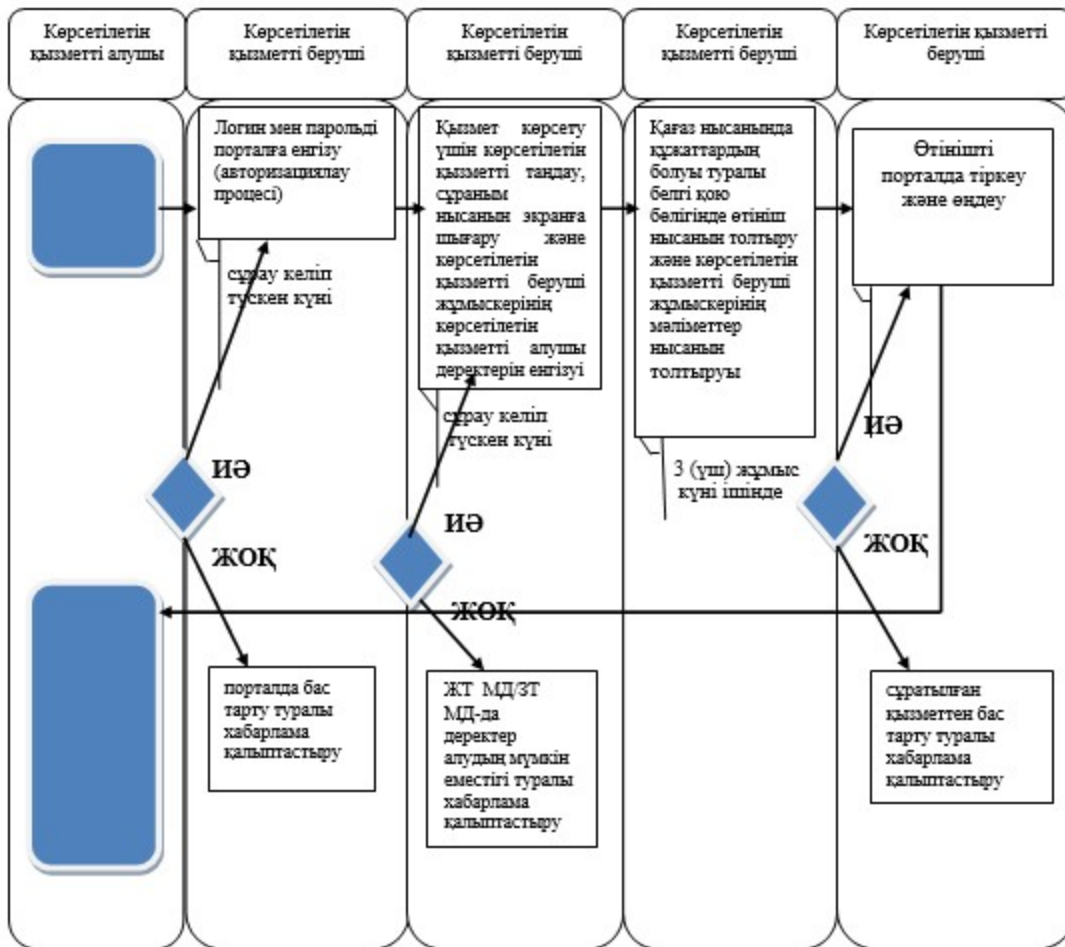 Көрсетілетін
қызметті алушы
Көрсетілетін
қызметті беруші
Көрсетілетін
қызметті беруші
Көрсетілетін
қызметті беруші
Көрсетілетін қызметті
беруші
Логин мен парольді
порталға енгізу
(авторизациялау
процесі)
сұрау келіп
түскен күні
Қызмет көрсету
үшін көрсетілетін
қызметті таңдау,
сұраным
нысанын экранға
шығару және
көрсетілетін
қызметті беруші
жұмыскерінің
көрсетілетін
қызметті алушы
деректерін енгізуі
сұрау келіп
түскен күні
Қағаз нысанында
құжаттардың
болуы туралы
белгі қою
бөлігінде өтініш
нысанын толтыру
және көрсетілетін
қызметті беруші
жұмыскерінің
мәліметтер
нысанын
толтыруы
3 (үш) жұмыс
күні ішінде
Өтінішті
порталда тіркеу
және өңдеу
ИӘ
ЖОҚ
ИӘ
ЖОҚ
ИӘ
ЖОҚ
порталда бас
тарту туралы
хабарлама
қалыптастыру
ЖТ МД/ЗТ
МД-да
деректер
алудың мүмкін
еместігі туралы
хабарлама
қалыптастыру
сұратылған
қызметтен бас
тарту туралы
хабарлама
қалыптастыру